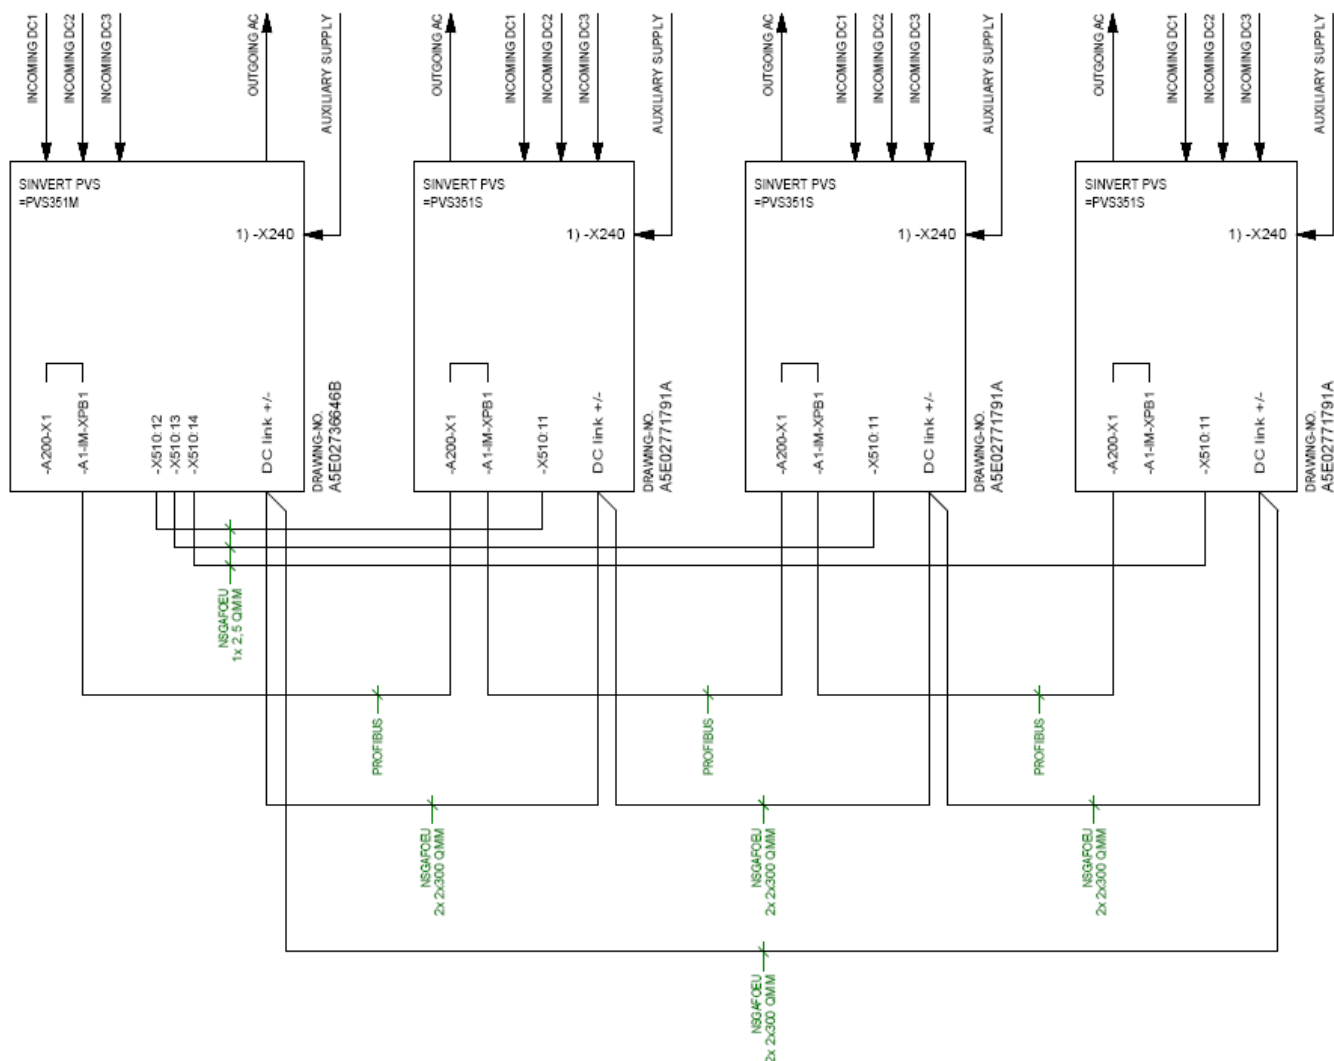 INCOMING DC1
INCOMING DC2
INCOMING DC3
OUTGOING AC
AUXILIARY SUPPLY
OUTGOING AC
INCOMING DC1
INCOMING DC2
INCOMING DC3
AUXILIARY SUPPLY
OUTGOING AC
INCOMING DC1
INCOMING DC2
INCOMING DC3
AUXILIARY SUPPLY
OUTGOING AC
INCOMING DC1
INCOMING DC2
INCOMING DC3
AUXILIARY SUPPLY
SINVERT PVS
=PVS351M
1) -X240
-A200-X1
-A1-IM-XPB1
-X510:12
-X510:13
-X510:14
DC link +/-
DRAWING-NO.
A5E02736646B
SINVERT PVS
=PVS351S
1) -X240
-A200-X1
-A1-IM-XPB1
-X510:11
DC link +/-
DRAWING-NO.
A5E02771791A
SINVERT PVS
=PVS351S
1) -X240
-A200-X1
-A1-IM-XPB1
-X510:11
DC link +/-
DRAWING-NO.
A5E02771791A
SINVERT PVS
=PVS351S
1) -X240
-A200-X1
-A1-IM-XPB1
-X510:11
DC link +/-
DRAWING-NO.
A5E02771791A
NSGAFOEU
1x 2,5 QMM
PROFIBUS
PROFIBUS
PROFIBUS
NSGAFOEU
2x 2x300 QMM
NSGAFOEU
2x 2x300 QMM
NSGAFOEU
2x 2x300 QMM
NSGAFOEU
2x 2x300 QMM